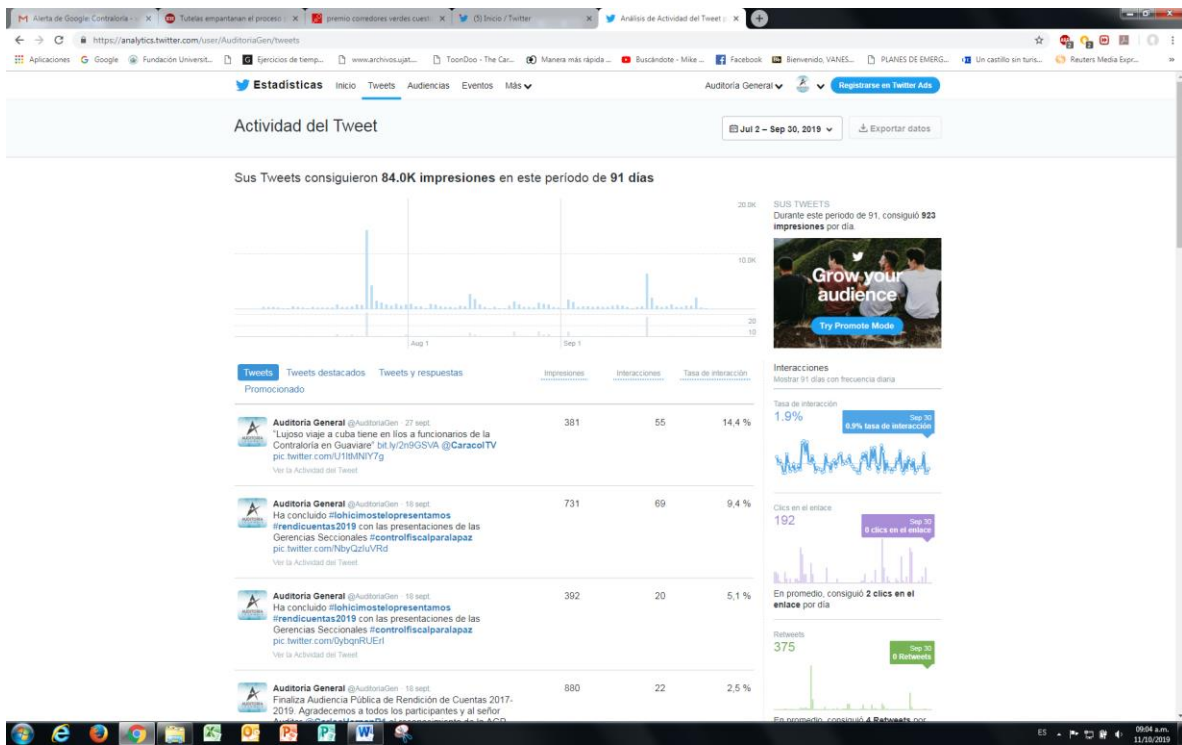 Alerta de Google: Contraloría -
Tutelas empantanan el proceso
premio corredores verdes cuest
(5) Inicio / Twitter
Análisis de Actividad del Tweet
https://analytics.twitter.com/user/AuditoriaGen/tweets
Aplicaciones
Google
Fundación Universit...
Ejercicios de tiemp...
www.archivos.ujat...
ToonDoo - The Car...
Manera más rápida ...
Buscándote - Mike ...
Facebook
Bienvenido, VANES...
PLANES DE EMERG...
Un castillo sin turis...
Reuters Media Expr...
Estadísticas Inicio Tweets Audiencias Eventos Más
Auditoría General
Registrarse en Twitter Ads
Actividad del Tweet
Jul 2 – Sep 30, 2019
Exportar datos
Sus Tweets consiguieron 84.0K impresiones en este período de 91 días
20.0K
10.0K
20
10
Aug 1
Sep 1
SUS TWEETS
Durante este período de 91, consiguió 923
impresiones por día.
Grow your
audience
Try Promote Mode
Tweets Tweets destacados Tweets y respuestas
Promocionado
Impresiones Interacciones Tasa de interacción
Auditoría General @AuditoriaGen · 27 sept.
"Lujoso viaje a cuba tiene en líos a funcionarios de la
Contraloría en Guaviare" bit.ly/2n9GSVA @CaracolTV
pic.twitter.com/U1ItMNIY7g
Ver la Actividad del Tweet
381 55 14,4 %
Auditoría General @AuditoriaGen · 18 sept.
Ha concluido #lohicimostelopresentamos
#rendicuentas2019 con las presentaciones de las
Gerencias Seccionales #controlfiscalparalapaz
pic.twitter.com/NbyQzIuVRd
Ver la Actividad del Tweet
731 69 9,4 %
Auditoría General @AuditoriaGen · 18 sept.
Ha concluido #lohicimostelopresentamos
#rendicuentas2019 con las presentaciones de las
Gerencias Seccionales #controlfiscalparalapaz
pic.twitter.com/0ybqnRUErI
Ver la Actividad del Tweet
392 20 5,1 %
Auditoría General @AuditoriaGen · 18 sept.
Finaliza Audiencia Pública de Rendición de Cuentas 2017-
2019. Agradecemos a todos los participantes y al señor
880 22 2,5 %
Interacciones
Mostrar 91 días con frecuencia diaria
Tasa de interacción
1.9%
Sep 30
0.9% tasa de interacción
Clics en el enlace
192
Sep 30
0 clics en el enlace
En promedio, consiguió 2 clics en el
enlace por día
Retweets
375
Sep 30
0 Retweets
En promedio, consiguió 4 Retweets por
ES
09:04 a.m.
11/10/2019